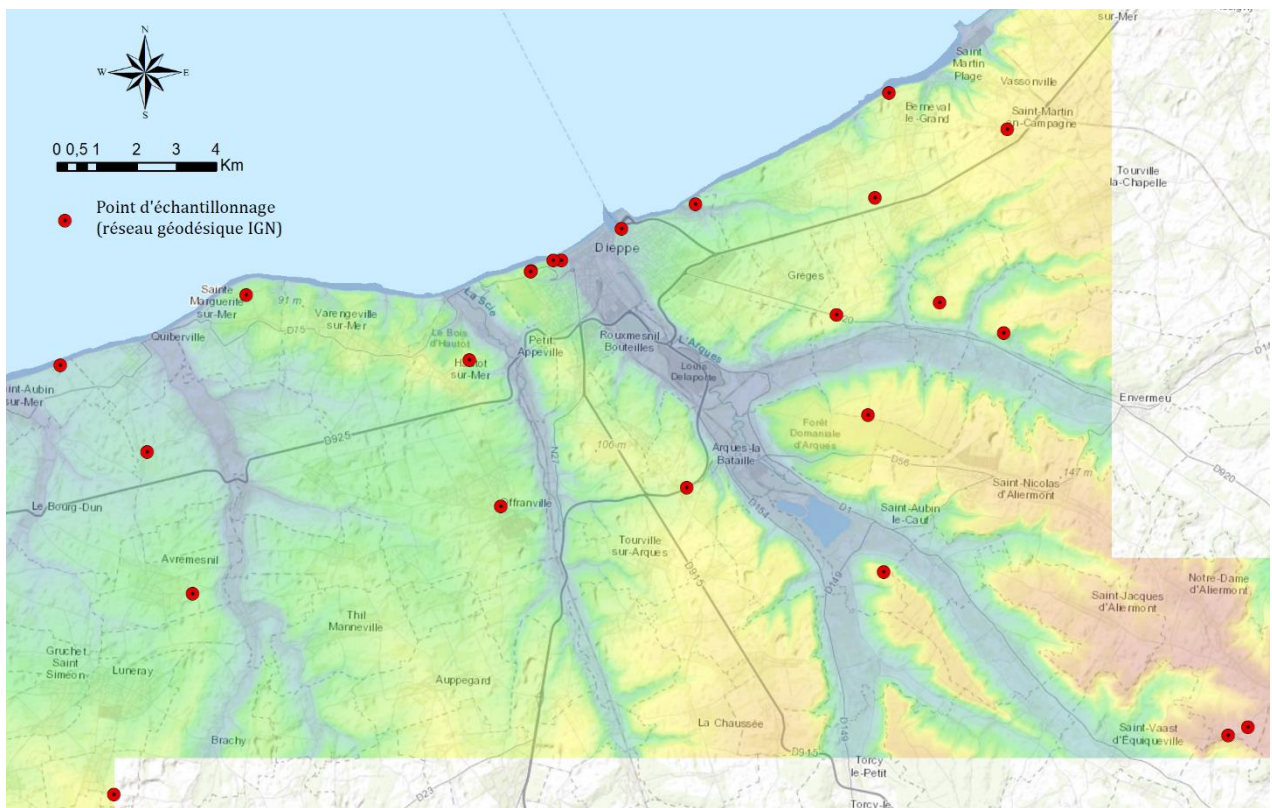 N
W E
S
0 0,5 1 2 3 4
Km
Point d'échantillonnage
(réseau géodésique IGN)
sur-Mer
Saint
Martin
Plage
Vassonville
Berneval
le-Grand
Saint-Martin
en-Campagne
Tourville
la-Chapelle
Dieppe
Grèges
Sainte
Marguerite
sur-Mer
91 m
Varengeville
sur-Mer
D75
La Scie
Quiberville
Le Bois
d'Hautot
Hautot
sur-Mer
Petit
Appeville
Rouxmesnil
Bouteilles
L'Arques
Louis
Delaporte
Envermeu
D920
sur-Mer
D925
N27
106 m
Forêt
Domaniale
d'Arques
Arques-la
Bataille
D56
147 m
Saint-Nicolas
d'Aliermont
Le Bourg-Dun
Offranville
D154
D1
Saint-Aubin
le-Cauf
Tourville
sur-Arques
Avremesnil
D915
D149
Notre-Dame
d'Aliermont
Saint-Jacques
d'Aliermont
Thil
Manneville
Gruchet
Saint
Siméon
Luneray
Auppegard
La Chaussée
D149
Saint-Vaast
d'Équiqueville
Brachy
D915
Torcy
le-Petit
D23